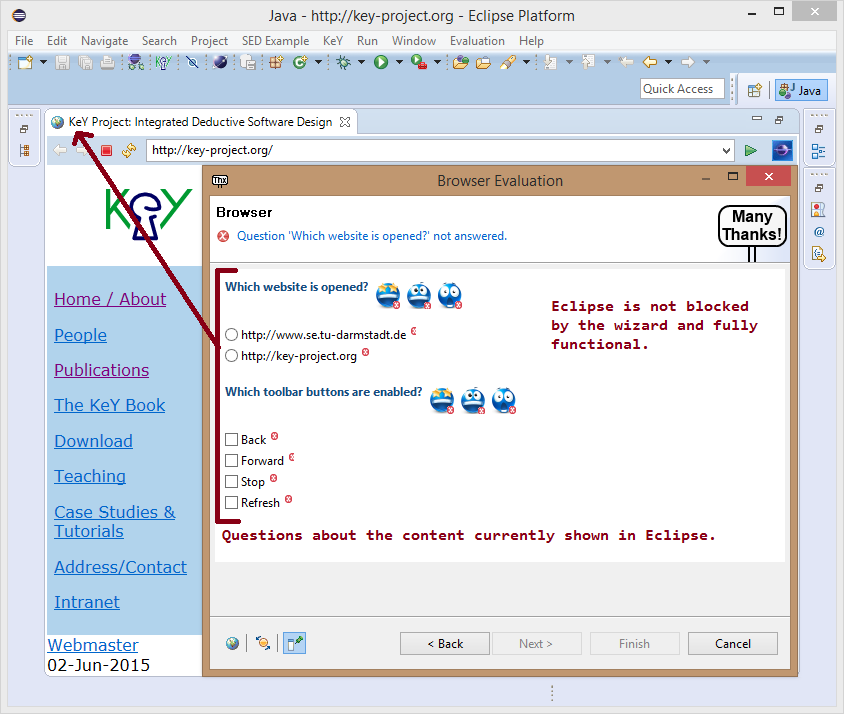 Java - http://key-project.org - Eclipse Platform
File Edit Navigate Search Project SED Example KeY Run Window Evaluation Help
Quick Access
Java
KeY Project: Integrated Deductive Software Design
http://key-project.org/
KeY
Home / About
People
Publications
The KeY Book
Download
Teaching
Case Studies &
Tutorials
Address/Contact
Intranet
Webmaster
02-Jun-2015
Thx
Browser Evaluation
Browser
Question 'Which website is opened?' not answered.
Many
Thanks!
Which website is opened?
http://www.se.tu-darmstadt.de
http://key-project.org
Eclipse is not blocked
by the wizard and fully
functional.
Which toolbar buttons are enabled?
Back
Forward
Stop
Refresh
Questions about the content currently shown in Eclipse.
< Back Next > Finish Cancel